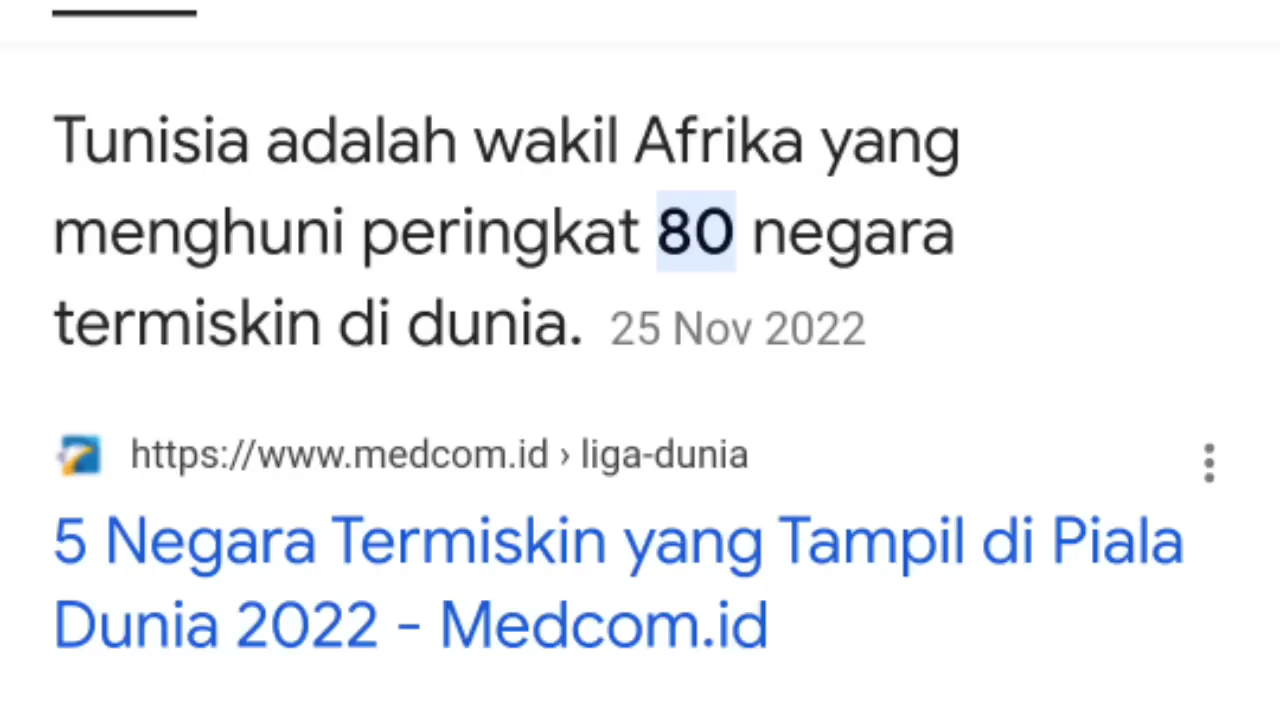 Tunisia adalah wakil Afrika yang
menghuni peringkat 80 negara
termiskin di dunia. 25 Nov 2022
https://www.medcom.id › liga-dunia
5 Negara Termiskin yang Tampil di Piala
Dunia 2022 - Medcom.id